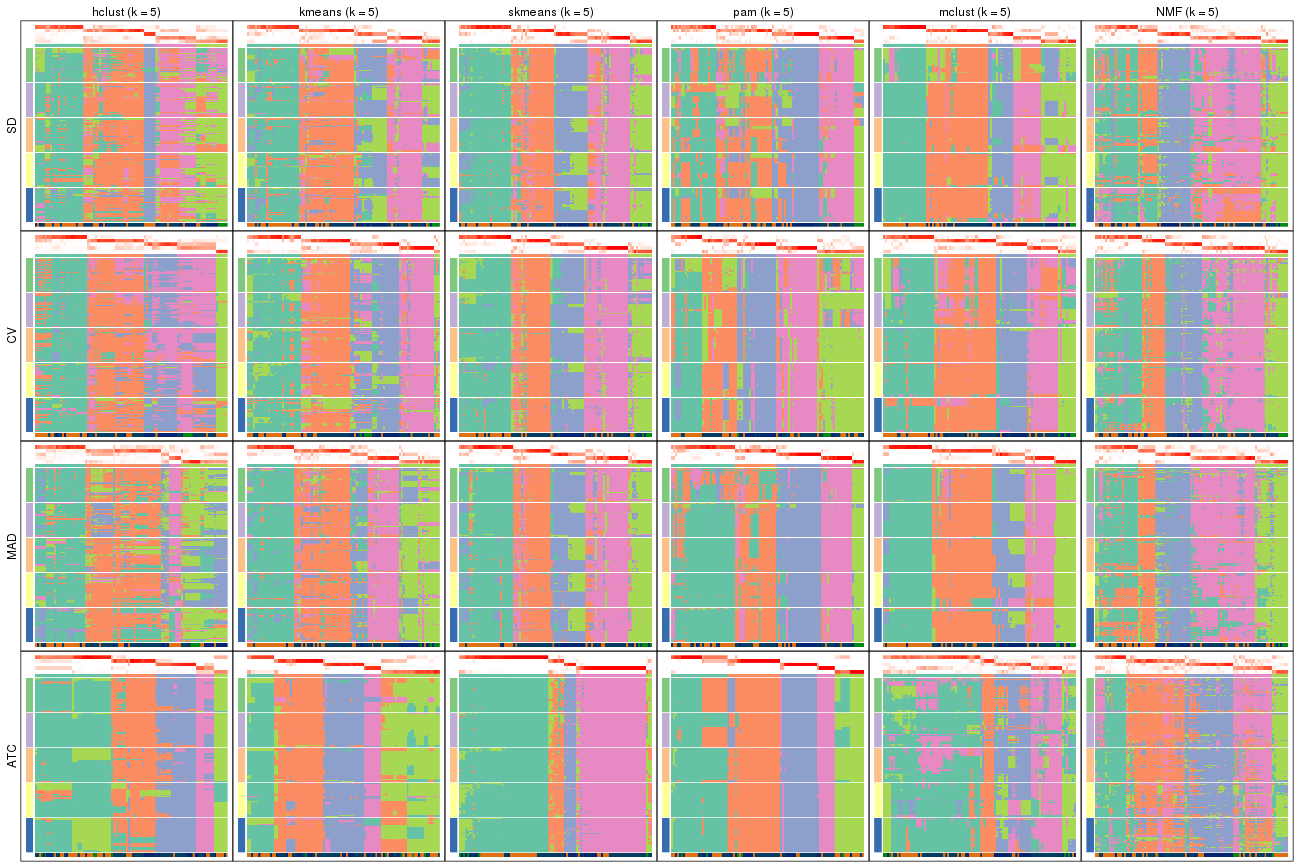 hclust (k = 5)
kmeans (k = 5)
skmeans (k = 5)
pam (k = 5)
mclust (k = 5)
NMF (k = 5)
SD
CV
MAD
ATC